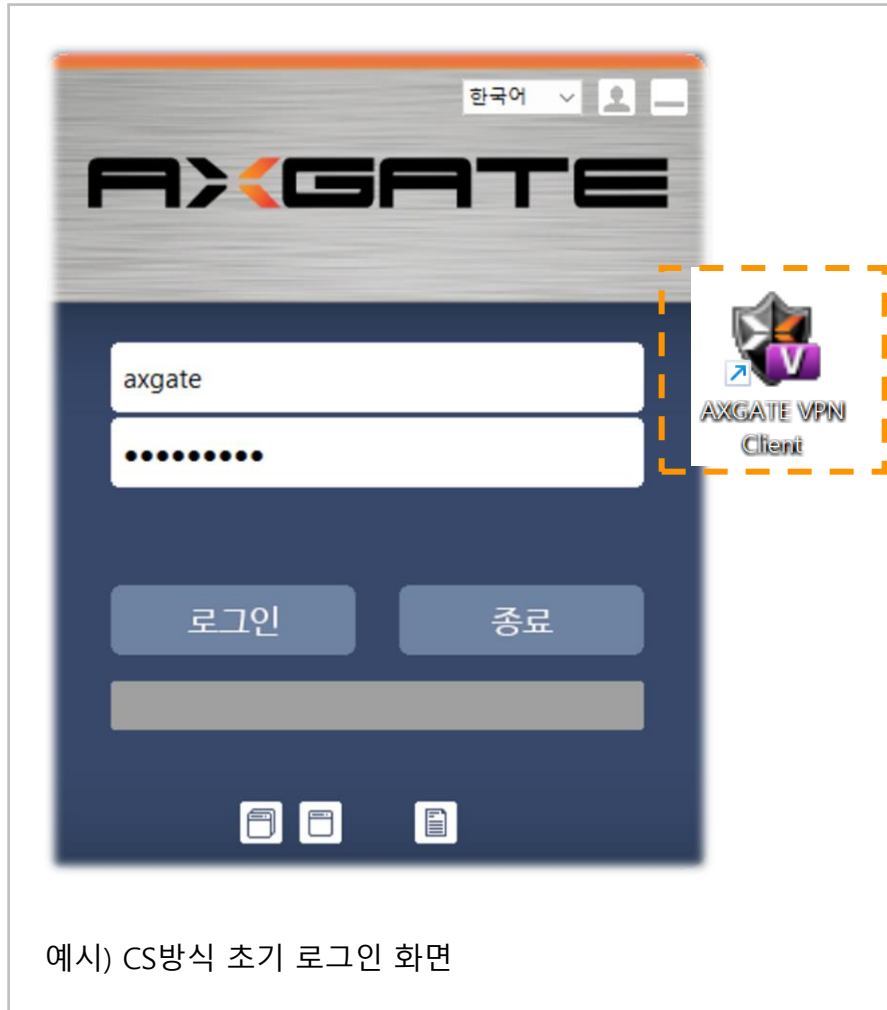 한국어
AXGATE
axgate
•••••••••
V
AXGATE VPN
Client
로그인
종료
예시) CS방식 초기 로그인 화면